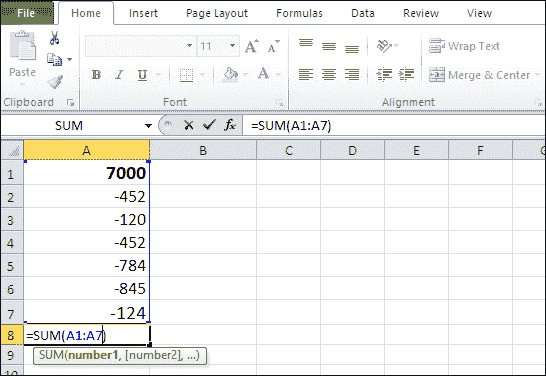 File Home Insert Page Layout Formulas Data Review View
Paste
11 A A
Wrap Text
B I U A
Merge & Center
Clipboard Font Alignment
SUM fx =SUM(A1:A7)
A B C D E F
1 7000
2 -452
3 -120
4 -452
5 -784
6 -845
7 -124
8 =SUM(A1:A7)
9 SUM(number1, [number2], ...)